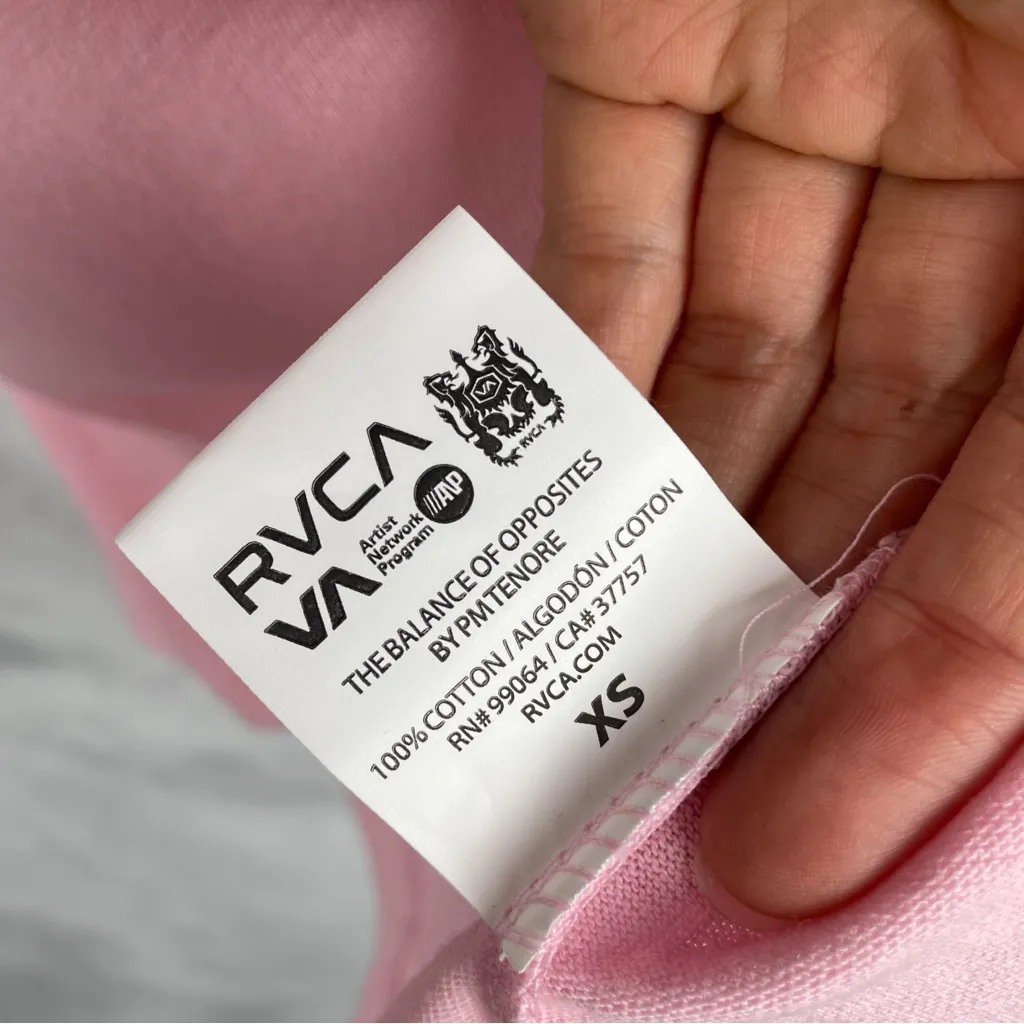 RVCA
RVCA
VA
Artist
Network
Program
///ANP
THE BALANCE OF OPPOSITES
BY PM TENORE
100% COTTON / ALGODÓN / COTON
RN# 99064 / CA# 37757
RVCA.COM
XS